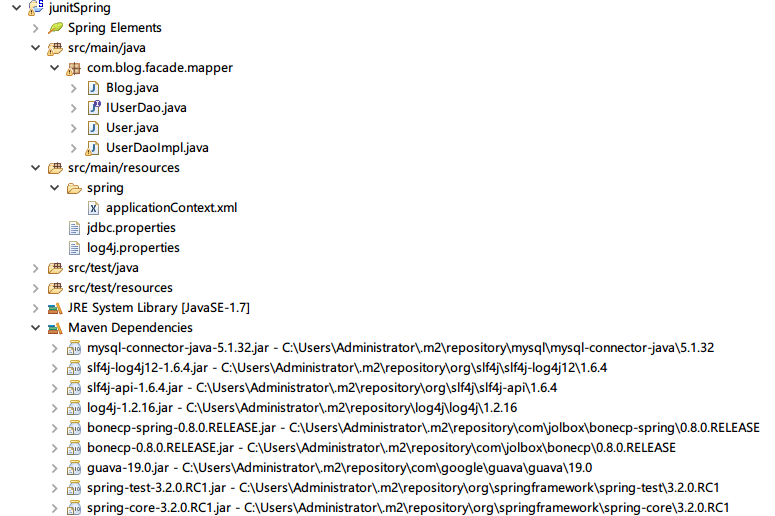 junitSpring
Spring Elements
src/main/java
com.blog.facade.mapper
Blog.java
IUserDao.java
User.java
UserDaoImpl.java
src/main/resources
spring
applicationContext.xml
jdbc.properties
log4j.properties
src/test/java
src/test/resources
JRE System Library [JavaSE-1.7]
Maven Dependencies
mysql-connector-java-5.1.32.jar - C:\Users\Administrator\.m2\repository\mysql\mysql-connector-java\5.1.32
slf4j-log4j12-1.6.4.jar - C:\Users\Administrator\.m2\repository\org\slf4j\slf4j-log4j12\1.6.4
slf4j-api-1.6.4.jar - C:\Users\Administrator\.m2\repository\org\slf4j\slf4j-api\1.6.4
log4j-1.2.16.jar - C:\Users\Administrator\.m2\repository\log4j\log4j\1.2.16
bonecp-spring-0.8.0.RELEASE.jar - C:\Users\Administrator\.m2\repository\com\jolbox\bonecp-spring\0.8.0.RELEASE
bonecp-0.8.0.RELEASE.jar - C:\Users\Administrator\.m2\repository\com\jolbox\bonecp\0.8.0.RELEASE
guava-19.0.jar - C:\Users\Administrator\.m2\repository\com\google\guava\guava\19.0
spring-test-3.2.0.RC1.jar - C:\Users\Administrator\.m2\repository\org\springframework\spring-test\3.2.0.RC1
spring-core-3.2.0.RC1.jar - C:\Users\Administrator\.m2\repository\org\springframework\spring-core\3.2.0.RC1